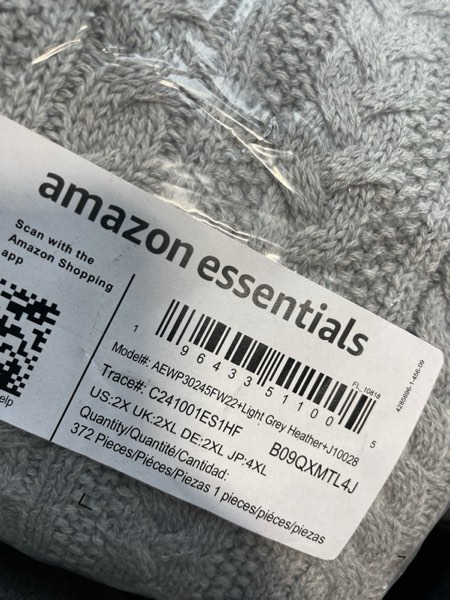 amazon essentials
Scan with the
Amazon Shopping
app
elp
1 96433 51100 5
FL_10818
Model#: AEWP30245FW22+Light Grey Heather+J10028
Trace#: C241001ES1HF B09QXMTL4J
US:2X UK:2XL DE:2XL JP:4XL
Quantity/Quantité/Cantidad:
372 Pieces/Pièces/Piezas 1 pieces/pièces/piezas